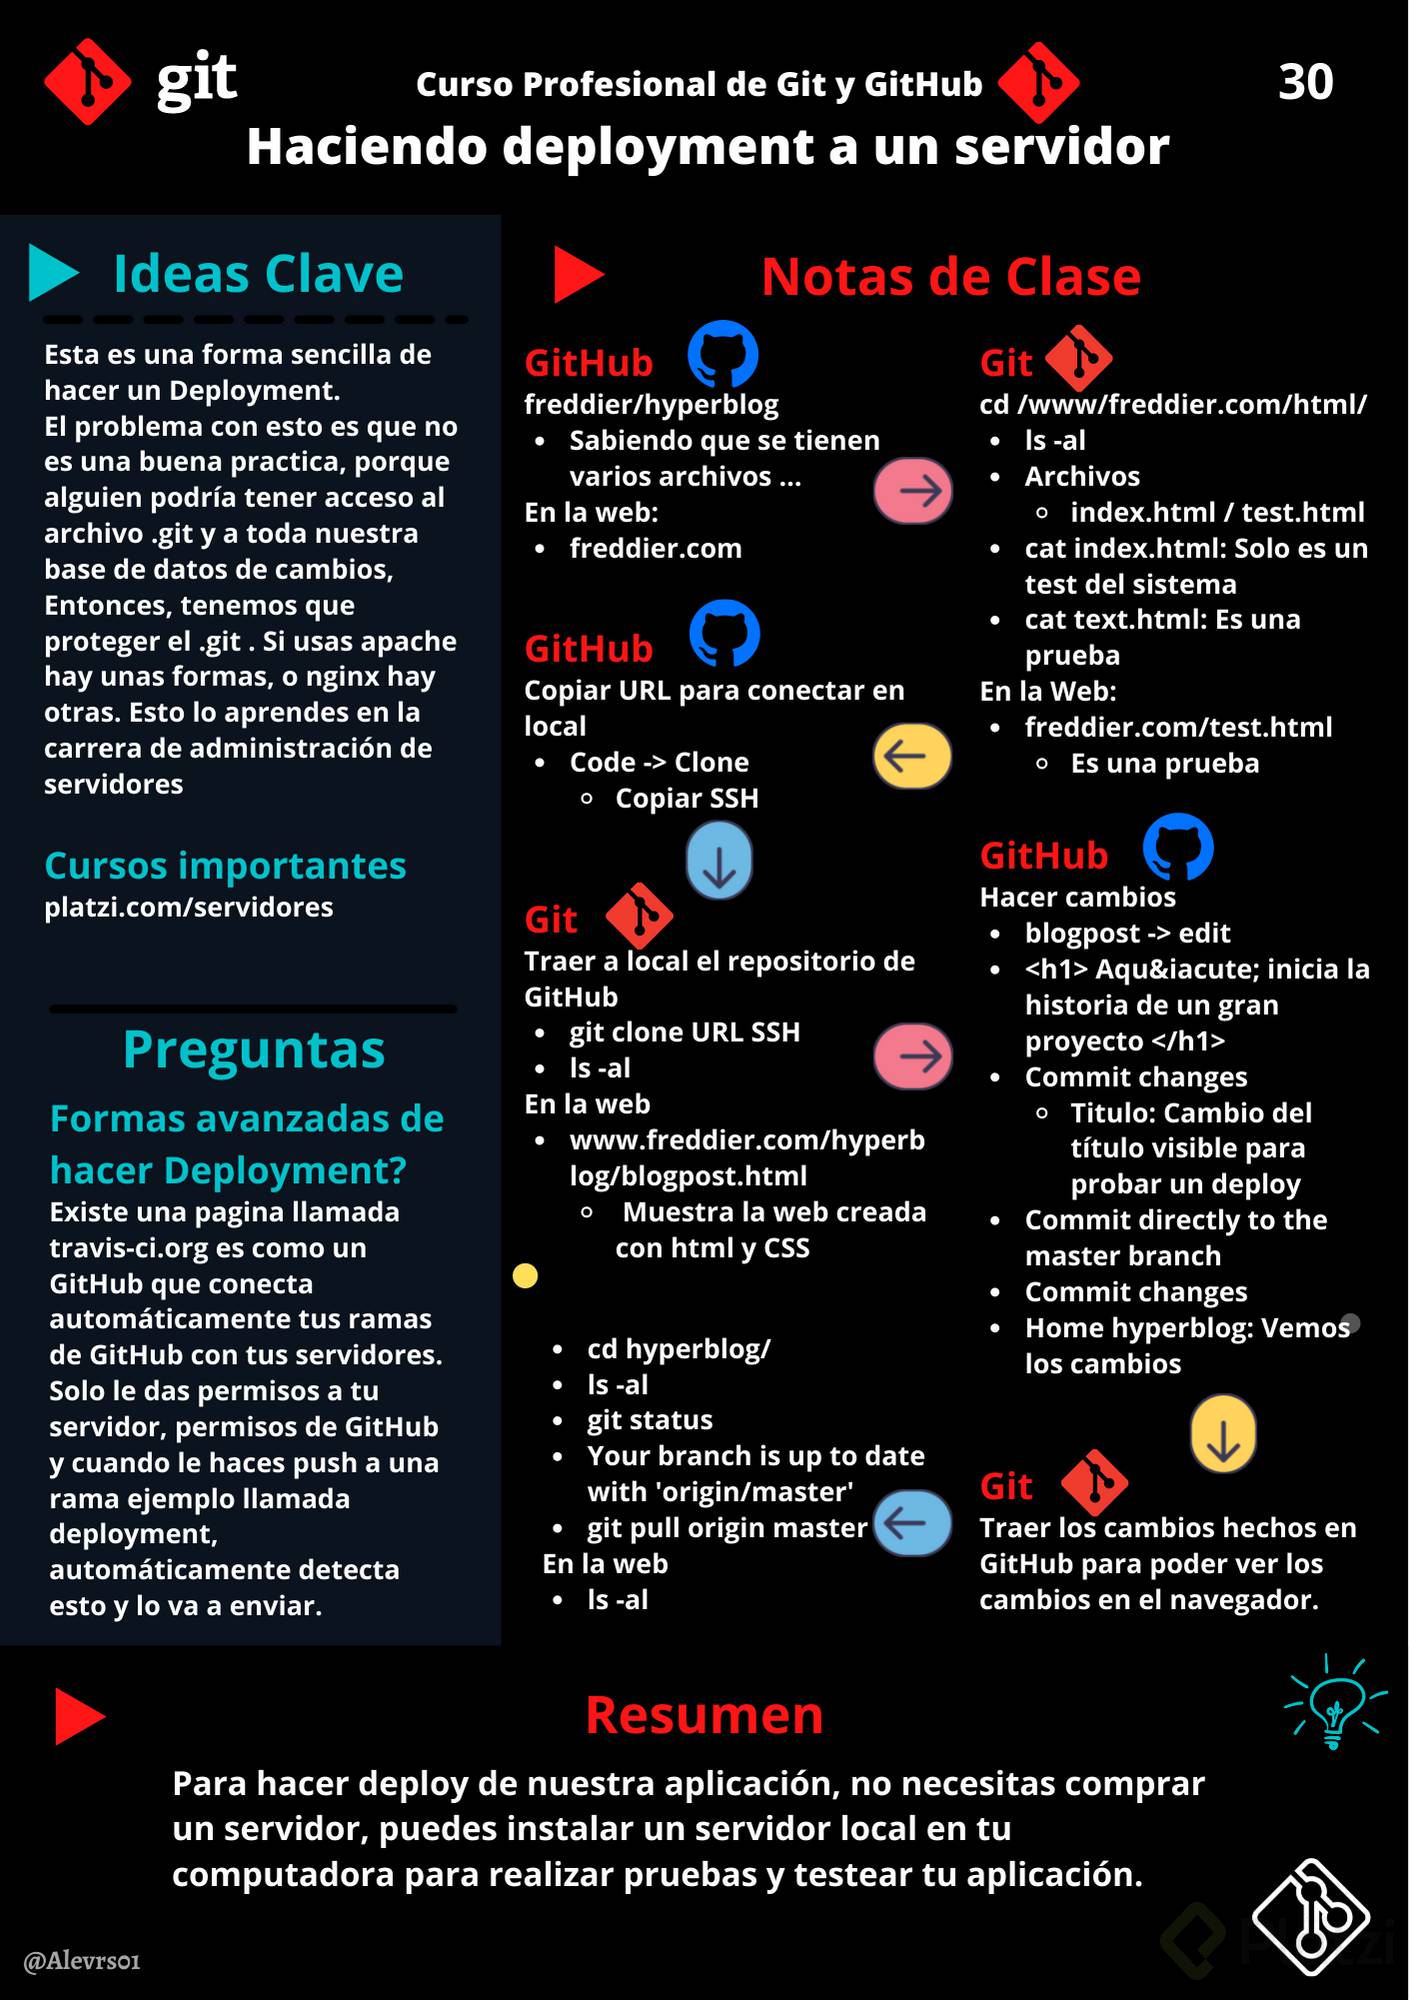 git
Curso Profesional de Git y GitHub
30
Haciendo deployment a un servidor
Ideas Clave
Esta es una forma sencilla de
hacer un Deployment.
El problema con esto es que no
es una buena practica, porque
alguien podría tener acceso al
archivo .git y a toda nuestra
base de datos de cambios,
Entonces, tenemos que
proteger el .git . Si usas apache
hay unas formas, o nginx hay
otras. Esto lo aprendes en la
carrera de administración de
servidores
Cursos importantes
platzi.com/servidores
Preguntas
Formas avanzadas de
hacer Deployment?
Existe una pagina llamada
travis-ci.org es como un
GitHub que conecta
automáticamente tus ramas
de GitHub con tus servidores.
Solo le das permisos a tu
servidor, permisos de GitHub
y cuando le haces push a una
rama ejemplo llamada
deployment,
automáticamente detecta
esto y lo va a enviar.
Notas de Clase
GitHub
freddier/hyperblog
• Sabiendo que se tienen
varios archivos ...
En la web:
• freddier.com
Git
cd /www/freddier.com/html/
• ls -al
• Archivos
◦ index.html / test.html
• cat index.html: Solo es un
test del sistema
• cat text.html: Es una
prueba
En la Web:
• freddier.com/test.html
◦ Es una prueba
GitHub
Copiar URL para conectar en
local
• Code -> Clone
◦ Copiar SSH
Git
Traer a local el repositorio de
GitHub
• git clone URL SSH
• ls -al
En la web
• www.freddier.com/hyperb
log/blogpost.html
◦ Muestra la web creada
con html y CSS
GitHub
Hacer cambios
• blogpost -> edit
• <h1> Aqu&iacute; inicia la
historia de un gran
proyecto </h1>
• Commit changes
◦ Titulo: Cambio del
título visible para
probar un deploy
• Commit directly to the
master branch
• Commit changes
• Home hyperblog: Vemos
los cambios
Git
Traer los cambios hechos en
GitHub para poder ver los
cambios en el navegador.
• cd hyperblog/
• ls -al
• git status
• Your branch is up to date
with 'origin/master'
• git pull origin master
En la web
• ls -al
Resumen
Para hacer deploy de nuestra aplicación, no necesitas comprar
un servidor, puedes instalar un servidor local en tu
computadora para realizar pruebas y testear tu aplicación.
@Alevrs01
Platzi